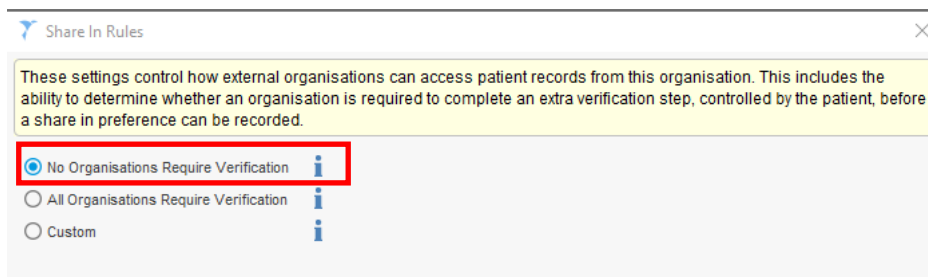 Share In Rules
These settings control how external organisations can access patient records from this organisation. This includes the
ability to determine whether an organisation is required to complete an extra verification step, controlled by the patient, before
a share in preference can be recorded.
No Organisations Require Verification
All Organisations Require Verification
Custom